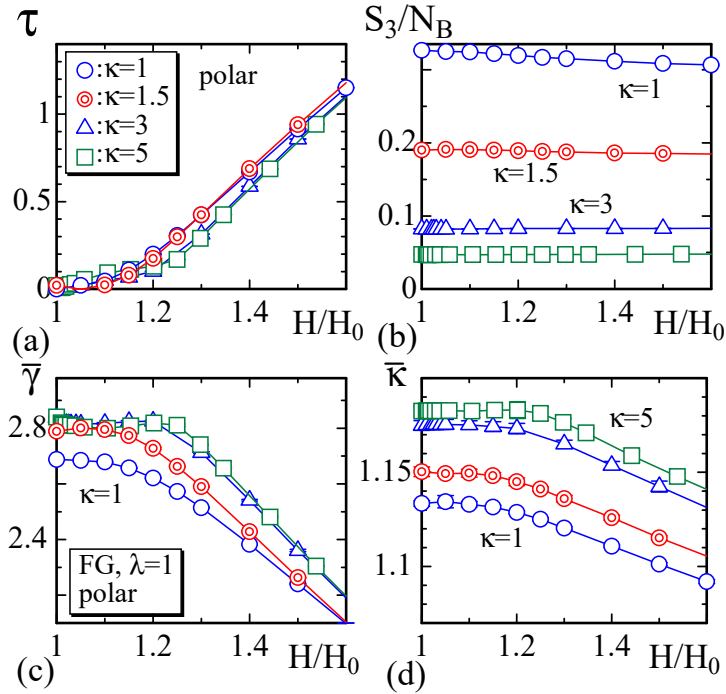 τ
polar
:κ=1
:κ=1.5
:κ=3
:κ=5
1
0.5
0
1 1.2 1.4 H/H₀
(a)
S₃/N_B
κ=1
κ=1.5
κ=3
0.2
0.1
0
1 1.2 1.4 H/H₀
(b)
γ̄
2.8
2.4
κ=1
FG, λ=1
polar
1 1.2 1.4 H/H₀
(c)
κ̄
κ=5
κ=1
1.15
1.1
1 1.2 1.4 H/H₀
(d)